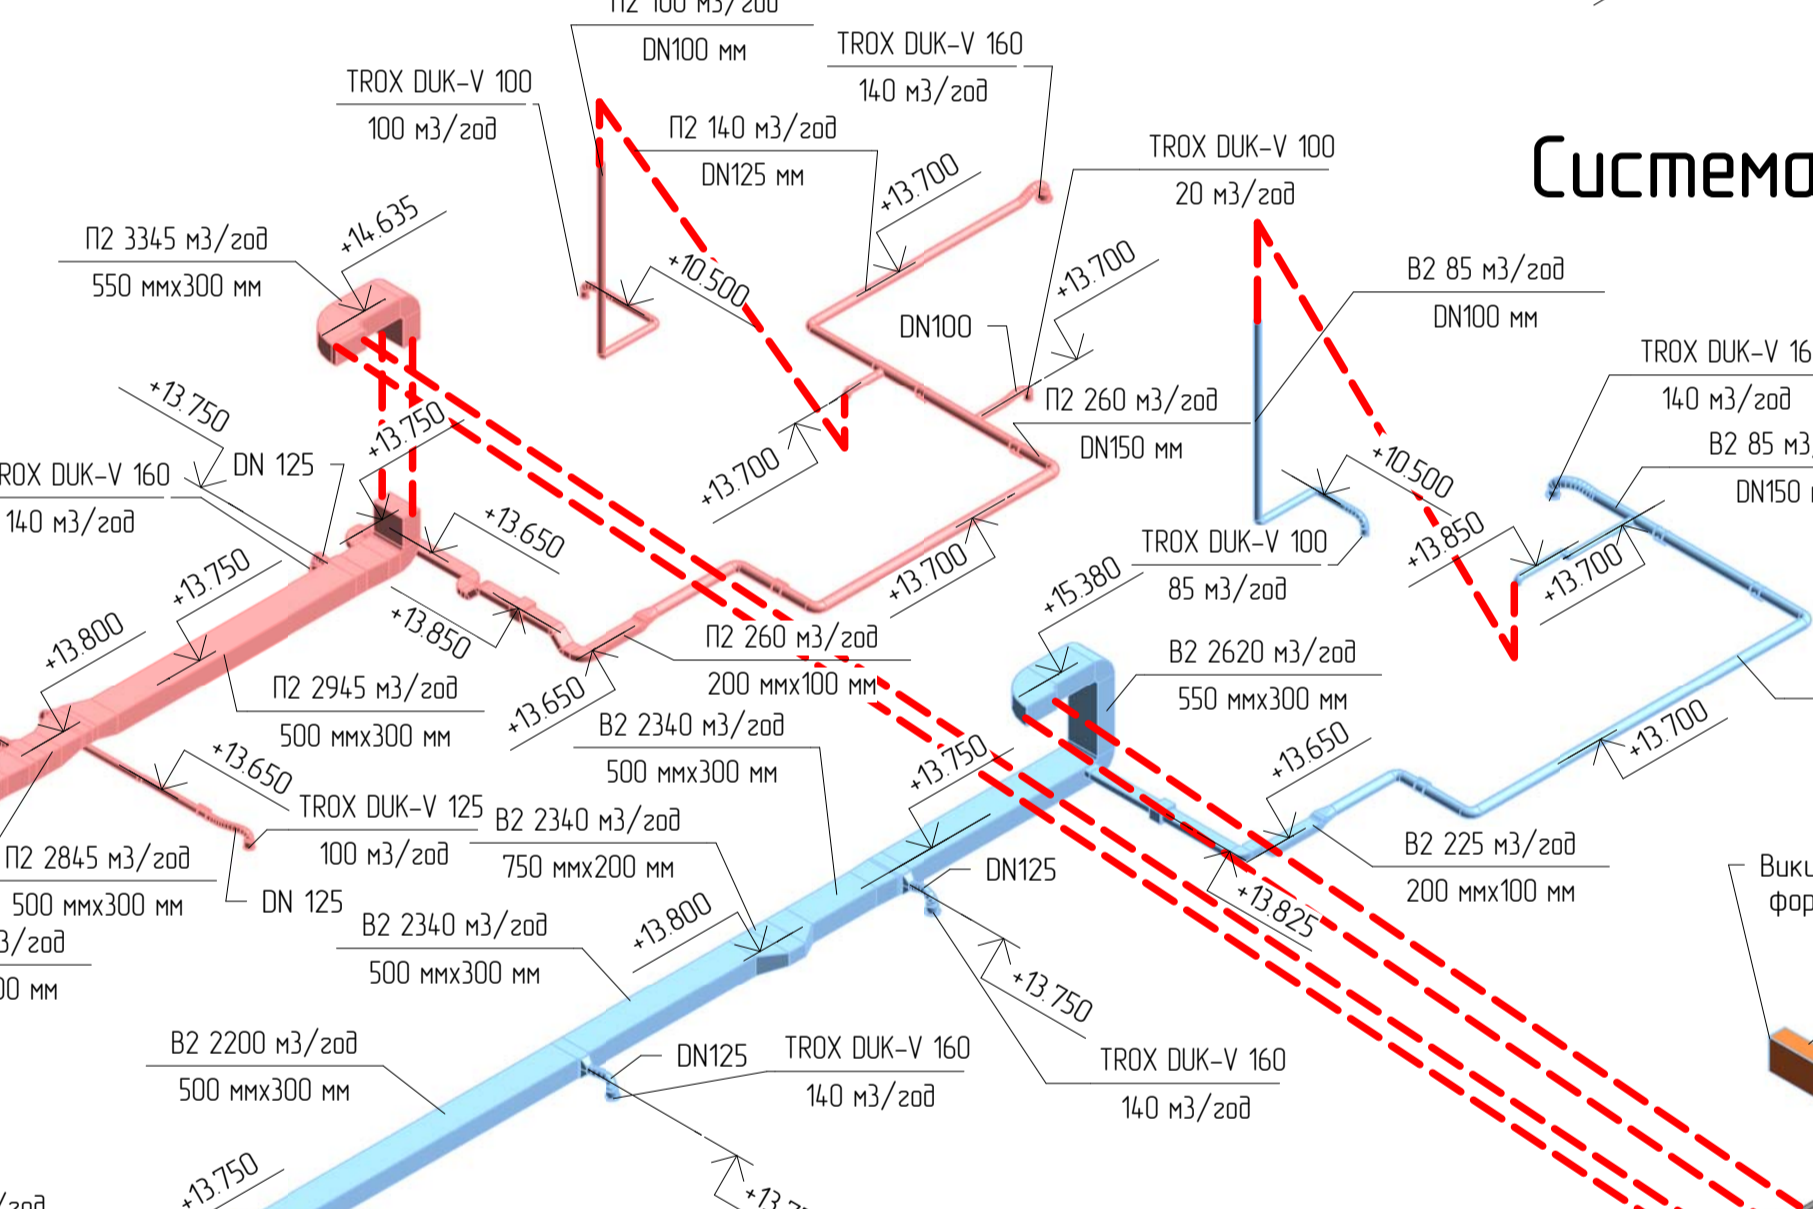 П2 100 м3/год
DN100 мм
TROX DUK-V 160
140 м3/год
TROX DUK-V 100
100 м3/год
П2 140 м3/год
DN125 мм
+13.700
TROX DUK-V 100
20 м3/год
Система
П2 3345 м3/год
550 ммx300 мм
+14.635
+10.500
+13.700
DN100
В2 85 м3/год
DN100 мм
TROX DUK-V 16
140 м3/год
В2 85 м3
DN150
+13.750
+13.750
П2 260 м3/год
DN150 мм
+13.700
+10.500
ROX DUK-V 160
140 м3/год
DN 125
+13.650
+13.850
+13.700
+13.750
+13.700
TROX DUK-V 100
85 м3/год
+15.380
+13.800
+13.850
П2 260 м3/год
200 ммx100 мм
В2 2620 м3/год
550 ммx300 мм
П2 2945 м3/год
500 ммx300 мм
+13.650
В2 2340 м3/год
500 ммx300 мм
+13.750
+13.650
+13.700
+13.650
TROX DUK-V 125
100 м3/год
В2 2340 м3/год
750 ммx200 мм
П2 2845 м3/год
500 ммx300 мм
DN 125
DN125
В2 225 м3/год
200 ммx100 мм
+13.825
3/год
00 мм
В2 2340 м3/год
500 ммx300 мм
+13.800
+13.750
В2 2200 м3/год
500 ммx300 мм
DN125
TROX DUK-V 160
140 м3/год
TROX DUK-V 160
140 м3/год
+13.750
/год